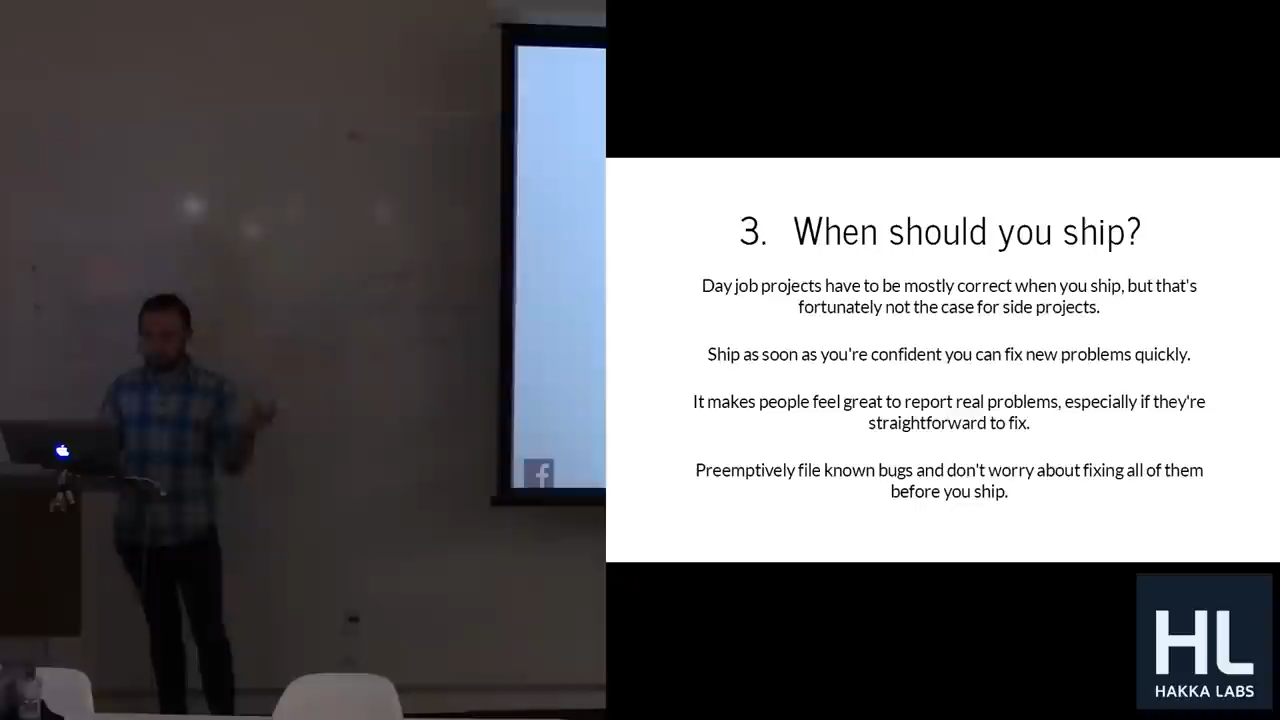 3. When should you ship?
Day job projects have to be mostly correct when you ship, but that's
fortunately not the case for side projects.
Ship as soon as you're confident you can fix new problems quickly.
It makes people feel great to report real problems, especially if they're
straightforward to fix.
Preemptively file known bugs and don't worry about fixing all of them
before you ship.
f
HL
HAKKA LABS